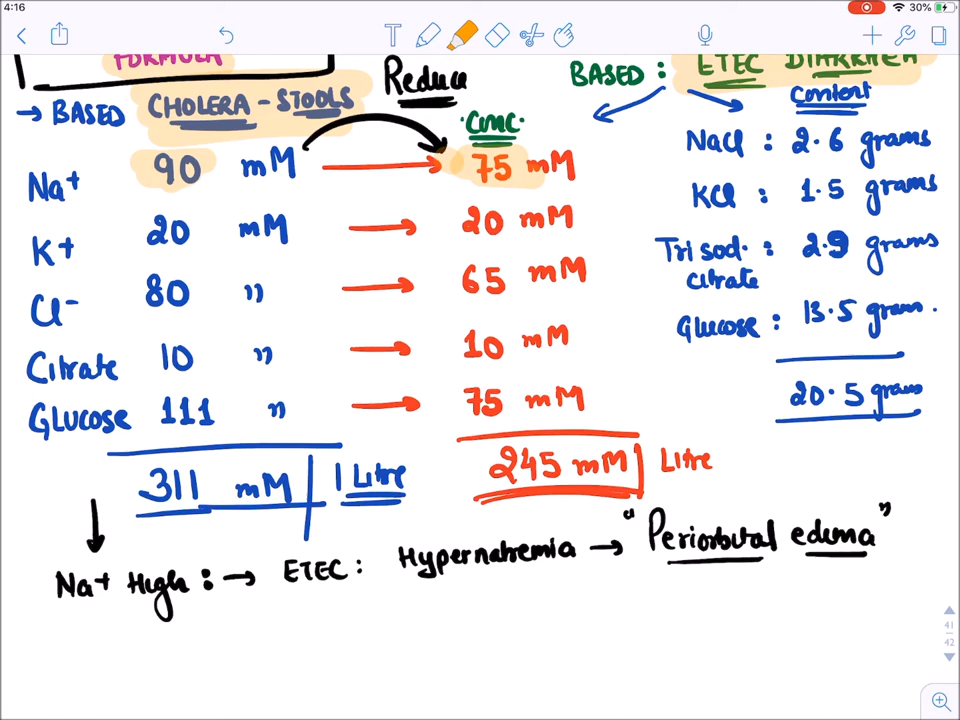 4:16
30%
T
FORMULA
Reduce
BASED : ETEC DIARRHEA
→ BASED CHOLERA - STOOLS
Conc.
Content
Na+ 90 mM → 75 mM
K+ 20 mM → 20 mM
Cl- 80 " → 65 mM
Citrate 10 " → 10 mM
Glucose 111 " → 75 mM
311 mM | 1 Litre
245 mM | Litre
NaCl : 2.6 grams
KCl : 1.5 grams
Tri sod. : 2.9 grams
citrate
Glucose : 13.5 gram.
20.5 grams
Na+ High : → ETEC : Hypernatremia → "Periorbital edema"
41
42